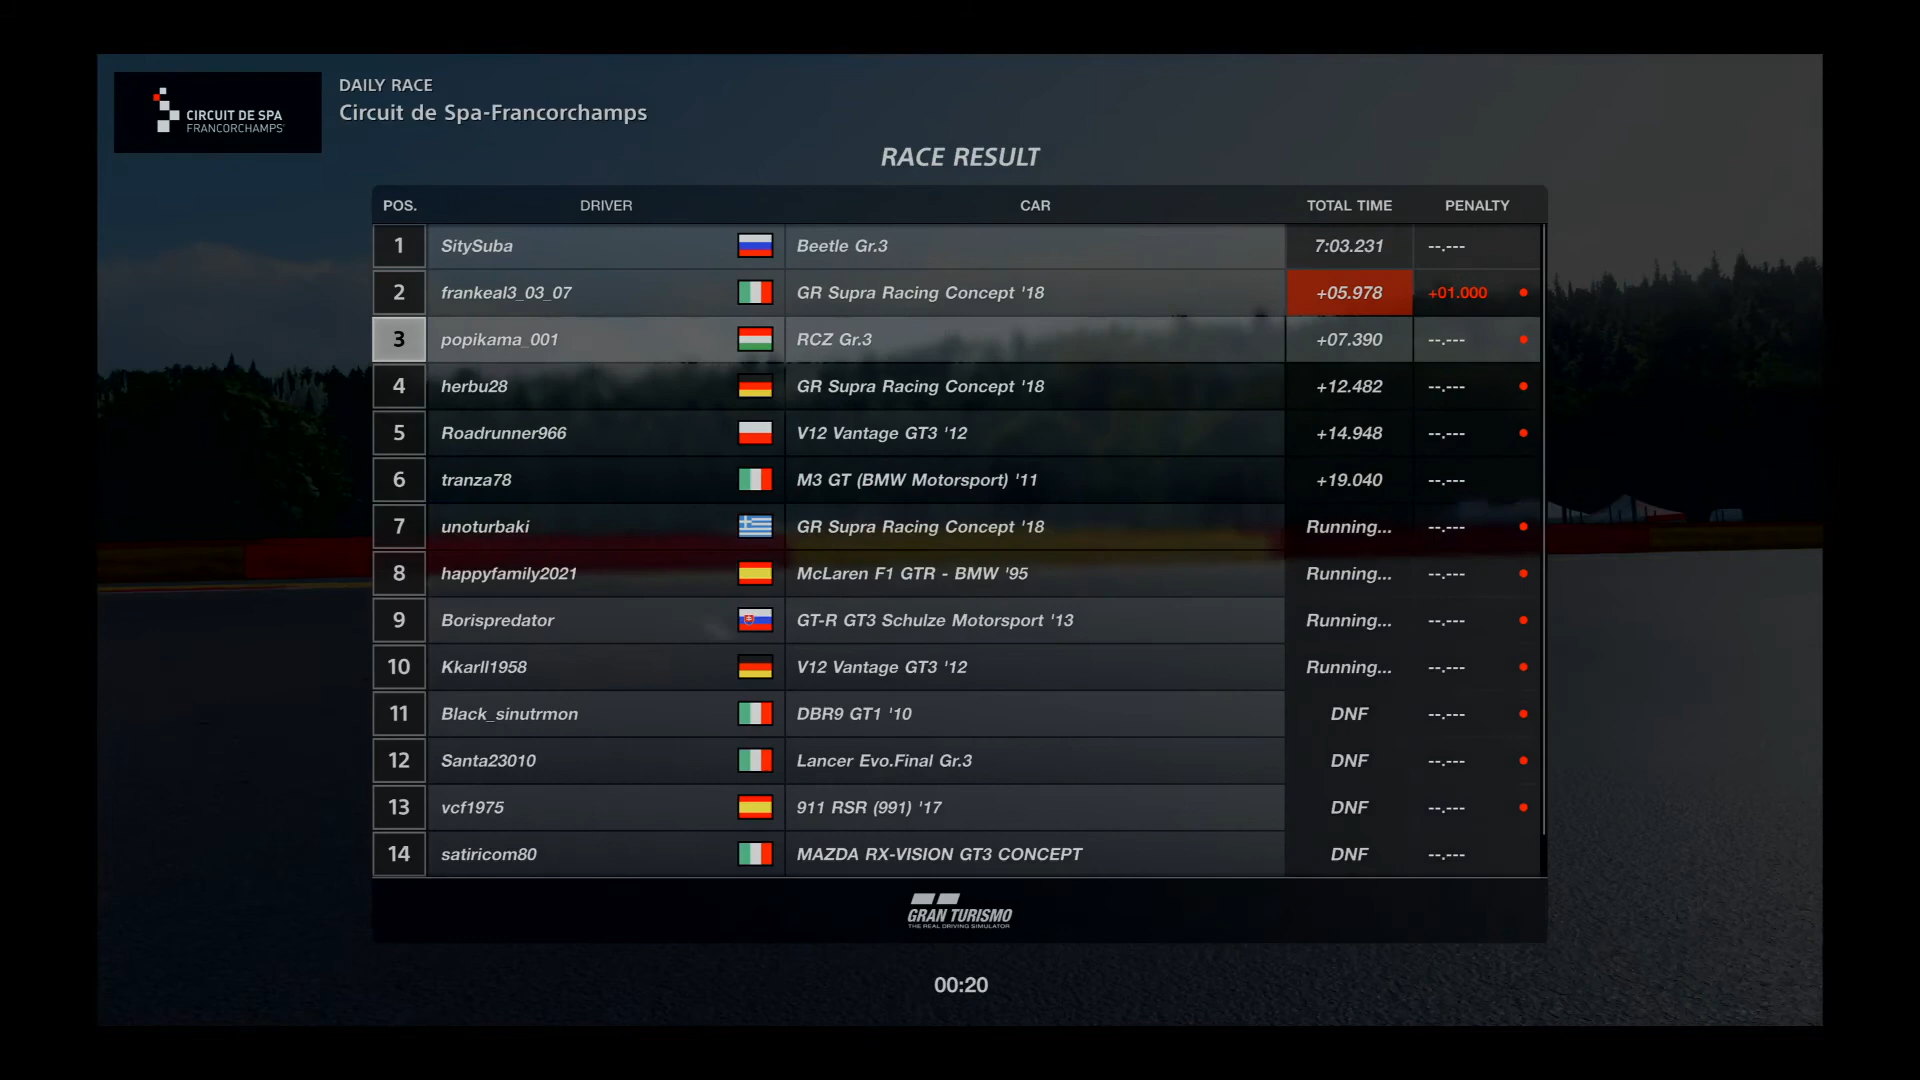 CIRCUIT DE SPA
FRANCORCHAMPS
DAILY RACE
Circuit de Spa-Francorchamps
RACE RESULT
POS. DRIVER CAR TOTAL TIME PENALTY
1 SitySuba Beetle Gr.3 7:03.231 --.---
2 frankeal3_03_07 GR Supra Racing Concept '18 +05.978 +01.000
3 popikama_001 RCZ Gr.3 +07.390 --.---
4 herbu28 GR Supra Racing Concept '18 +12.482 --.---
5 Roadrunner966 V12 Vantage GT3 '12 +14.948 --.---
6 tranza78 M3 GT (BMW Motorsport) '11 +19.040 --.---
7 unoturbaki GR Supra Racing Concept '18 Running... --.---
8 happyfamily2021 McLaren F1 GTR - BMW '95 Running... --.---
9 Borispredator GT-R GT3 Schulze Motorsport '13 Running... --.---
10 Kkarll1958 V12 Vantage GT3 '12 Running... --.---
11 Black_sinutrmon DBR9 GT1 '10 DNF --.---
12 Santa23010 Lancer Evo.Final Gr.3 DNF --.---
13 vcf1975 911 RSR (991) '17 DNF --.---
14 satiricom80 MAZDA RX-VISION GT3 CONCEPT DNF --.---
GRAN TURISMO
THE REAL DRIVING SIMULATOR
00:20